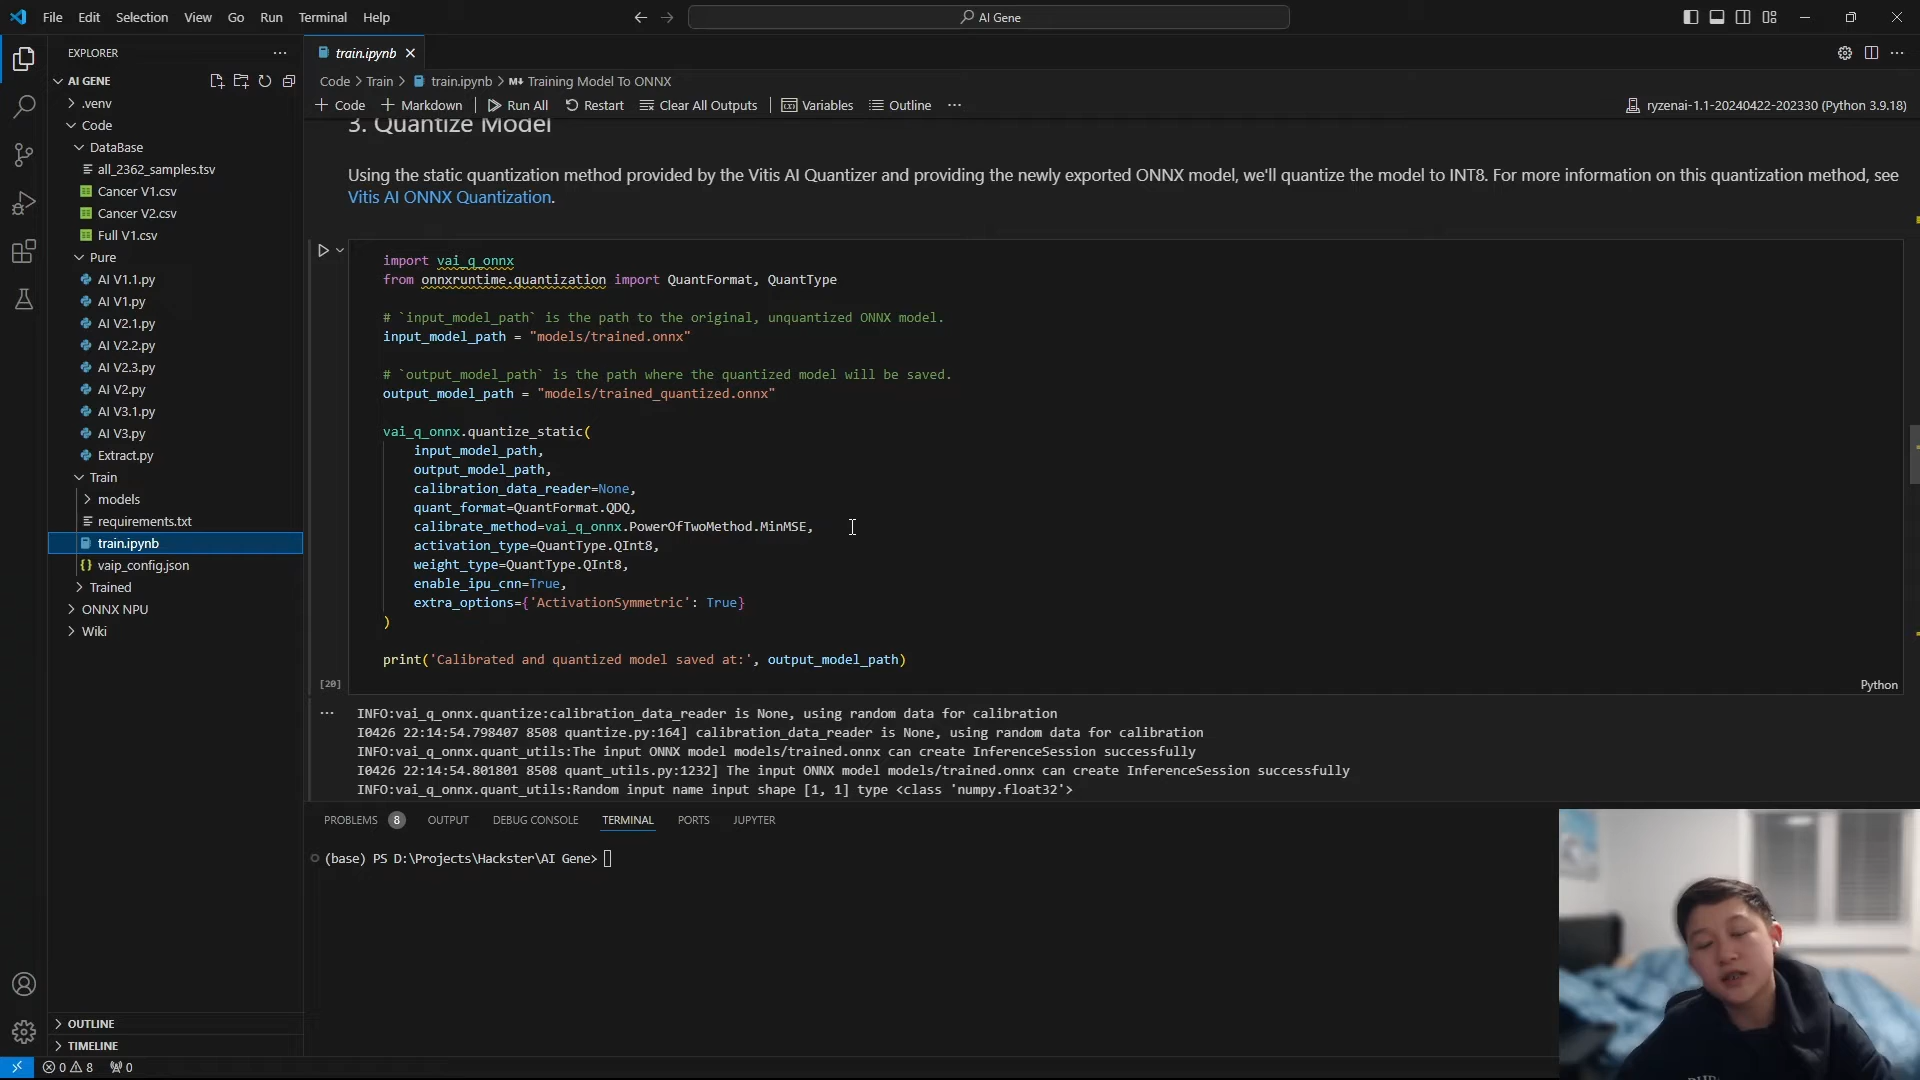 File Edit Selection View Go Run Terminal Help
AI Gene
EXPLORER
train.ipynb
AI GENE
Code > Train > train.ipynb > M↓ Training Model To ONNX
.venv
+ Code + Markdown Run All Restart Clear All Outputs Variables Outline ...
ryzenai-1.1-20240422-202330 (Python 3.9.18)
Code
DataBase
all_2362_samples.tsv
Cancer V1.csv
Cancer V2.csv
Full V1.csv
Pure
AI V1.1.py
AI V1.py
AI V2.1.py
AI V2.2.py
AI V2.3.py
AI V2.py
AI V3.1.py
AI V3.py
Extract.py
Train
models
requirements.txt
train.ipynb
vaip_config.json
Trained
ONNX NPU
Wiki
OUTLINE
TIMELINE
3. Quantize Model
Using the static quantization method provided by the Vitis AI Quantizer and providing the newly exported ONNX model, we'll quantize the model to INT8. For more information on this quantization method, see
Vitis AI ONNX Quantization.
import vai_q_onnx
from onnxruntime.quantization import QuantFormat, QuantType
# `input_model_path` is the path to the original, unquantized ONNX model.
input_model_path = "models/trained.onnx"
# `output_model_path` is the path where the quantized model will be saved.
output_model_path = "models/trained_quantized.onnx"
vai_q_onnx.quantize_static(
input_model_path,
output_model_path,
calibration_data_reader=None,
quant_format=QuantFormat.QDQ,
calibrate_method=vai_q_onnx.PowerOfTwoMethod.MinMSE,
activation_type=QuantType.QInt8,
weight_type=QuantType.QInt8,
enable_ipu_cnn=True,
extra_options={'ActivationSymmetric': True}
)
print('Calibrated and quantized model saved at:', output_model_path)
[20]
Python
INFO:vai_q_onnx.quantize:calibration_data_reader is None, using random data for calibration
I0426 22:14:54.798407 8508 quantize.py:164] calibration_data_reader is None, using random data for calibration
INFO:vai_q_onnx.quant_utils:The input ONNX model models/trained.onnx can create InferenceSession successfully
I0426 22:14:54.801801 8508 quant_utils.py:1232] The input ONNX model models/trained.onnx can create InferenceSession successfully
INFO:vai_q_onnx.quant_utils:Random input name input shape [1, 1] type <class 'numpy.float32'>
PROBLEMS 8 OUTPUT DEBUG CONSOLE TERMINAL PORTS JUPYTER
(base) PS D:\Projects\Hackster\AI Gene>
0 8 0